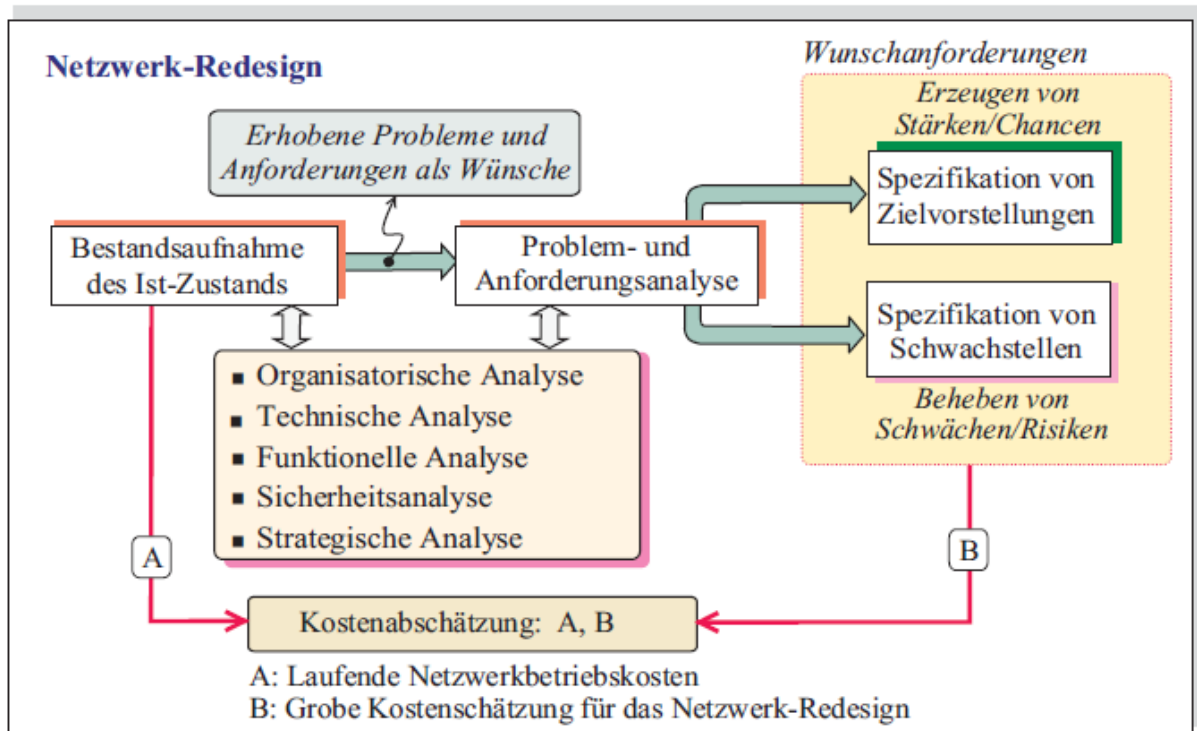 Netzwerk-Redesign
Wunschanforderungen
Erhobene Probleme und
Anforderungen als Wünsche
Erzeugen von
Stärken/Chancen
Bestandsaufnahme
des Ist-Zustands
Problem- und
Anforderungsanalyse
Spezifikation von
Zielvorstellungen
Spezifikation von
Schwachstellen
Beheben von
Schwächen/Risiken
▪ Organisatorische Analyse
▪ Technische Analyse
▪ Funktionelle Analyse
▪ Sicherheitsanalyse
▪ Strategische Analyse
A
B
Kostenabschätzung: A, B
A: Laufende Netzwerkbetriebskosten
B: Grobe Kostenschätzung für das Netzwerk-Redesign